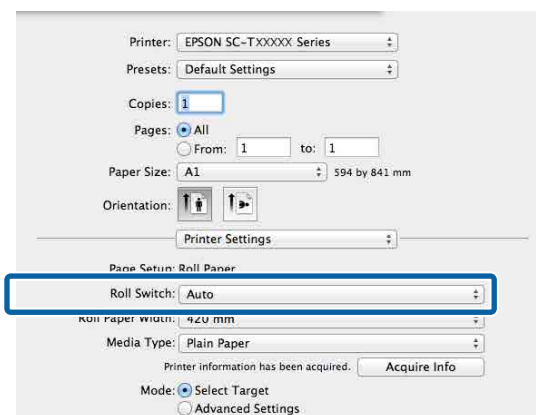 Printer: EPSON SC-TXXXXX Series
Presets: Default Settings
Copies: 1
Pages: All
From: 1 to: 1
Paper Size: A1 594 by 841 mm
Orientation:
Printer Settings
Page Setup: Roll Paper
Roll Switch: Auto
Roll Paper Width: 420 mm
Media Type: Plain Paper
Printer information has been acquired. Acquire Info
Mode: Select Target
Advanced Settings